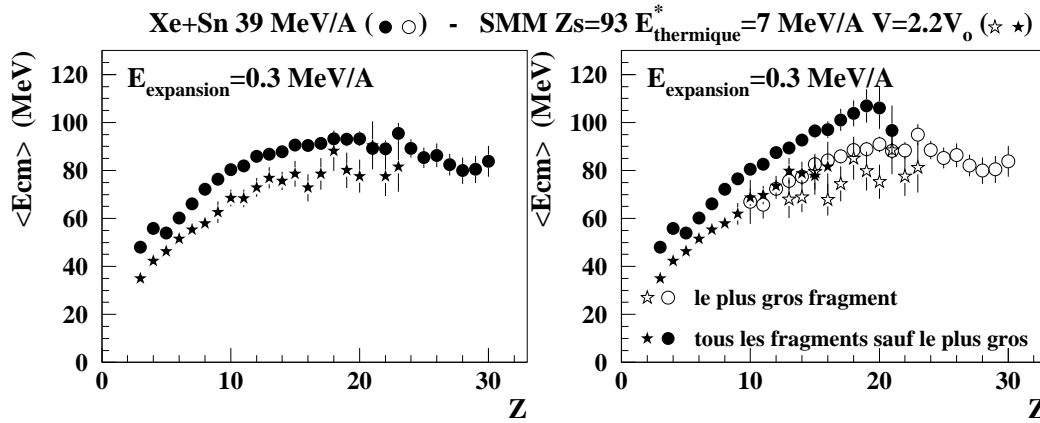 Xe+Sn 39 MeV/A ( ● ○ ) - SMM Zs=93 E*thermique=7 MeV/A V=2.2Vo (☆ ★)
<Ecm> (MeV)
120
100
80
60
40
20
0
Eexpansion=0.3 MeV/A
0 10 20 30
Z
<Ecm> (MeV)
120
100
80
60
40
20
0
Eexpansion=0.3 MeV/A
☆ ○ le plus gros fragment
★ ● tous les fragments sauf le plus gros
0 10 20 30
Z